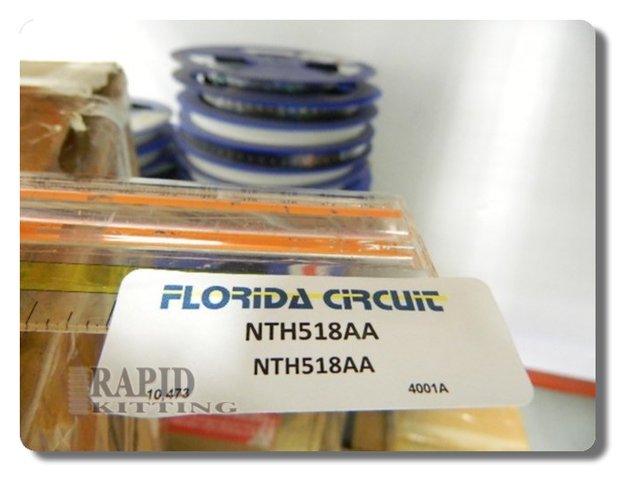 FLORIDA CIRCUIT
NTH518AA
NTH518AA
10 473
4001A
RAPID
KITTING